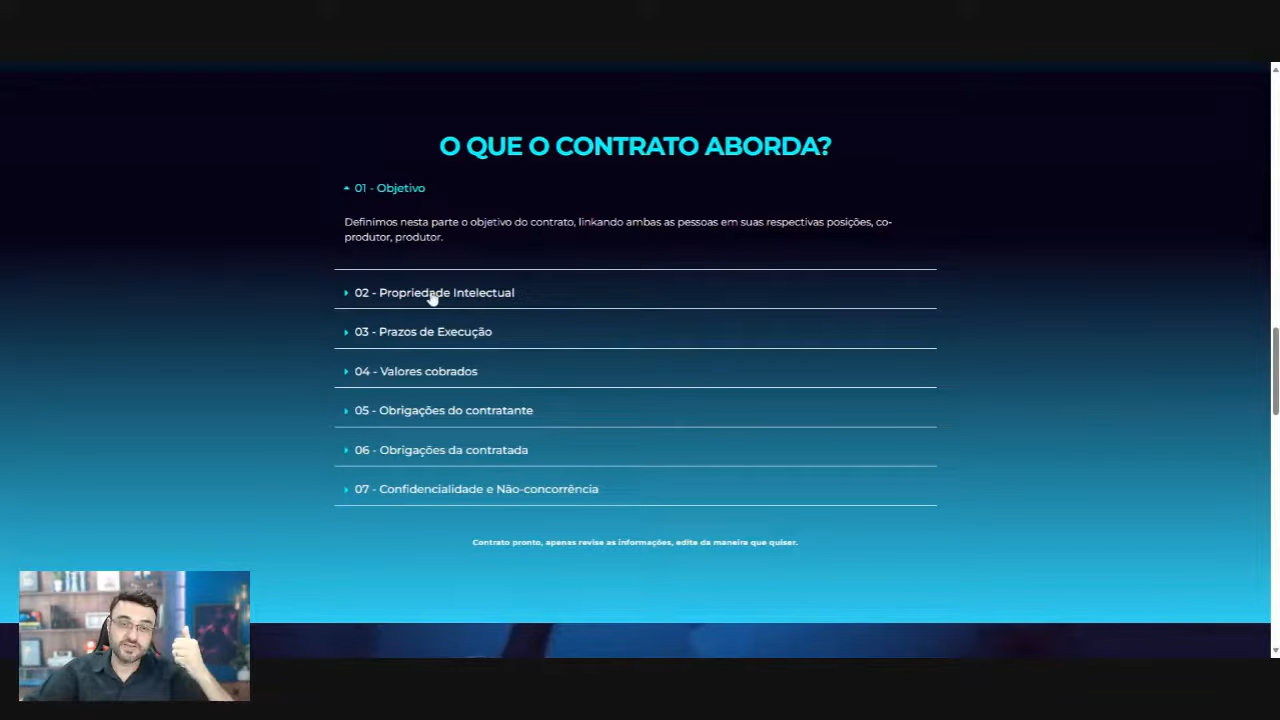 O QUE O CONTRATO ABORDA?
01 - Objetivo
Definimos nesta parte o objetivo do contrato, linkando ambas as pessoas em suas respectivas posições, co-
produtor, produtor.
02 - Propriedade Intelectual
03 - Prazos de Execução
04 - Valores cobrados
05 - Obrigações do contratante
06 - Obrigações da contratada
07 - Confidencialidade e Não-concorrência
Contrato pronto, apenas revise as informações, edite da maneira que quiser.